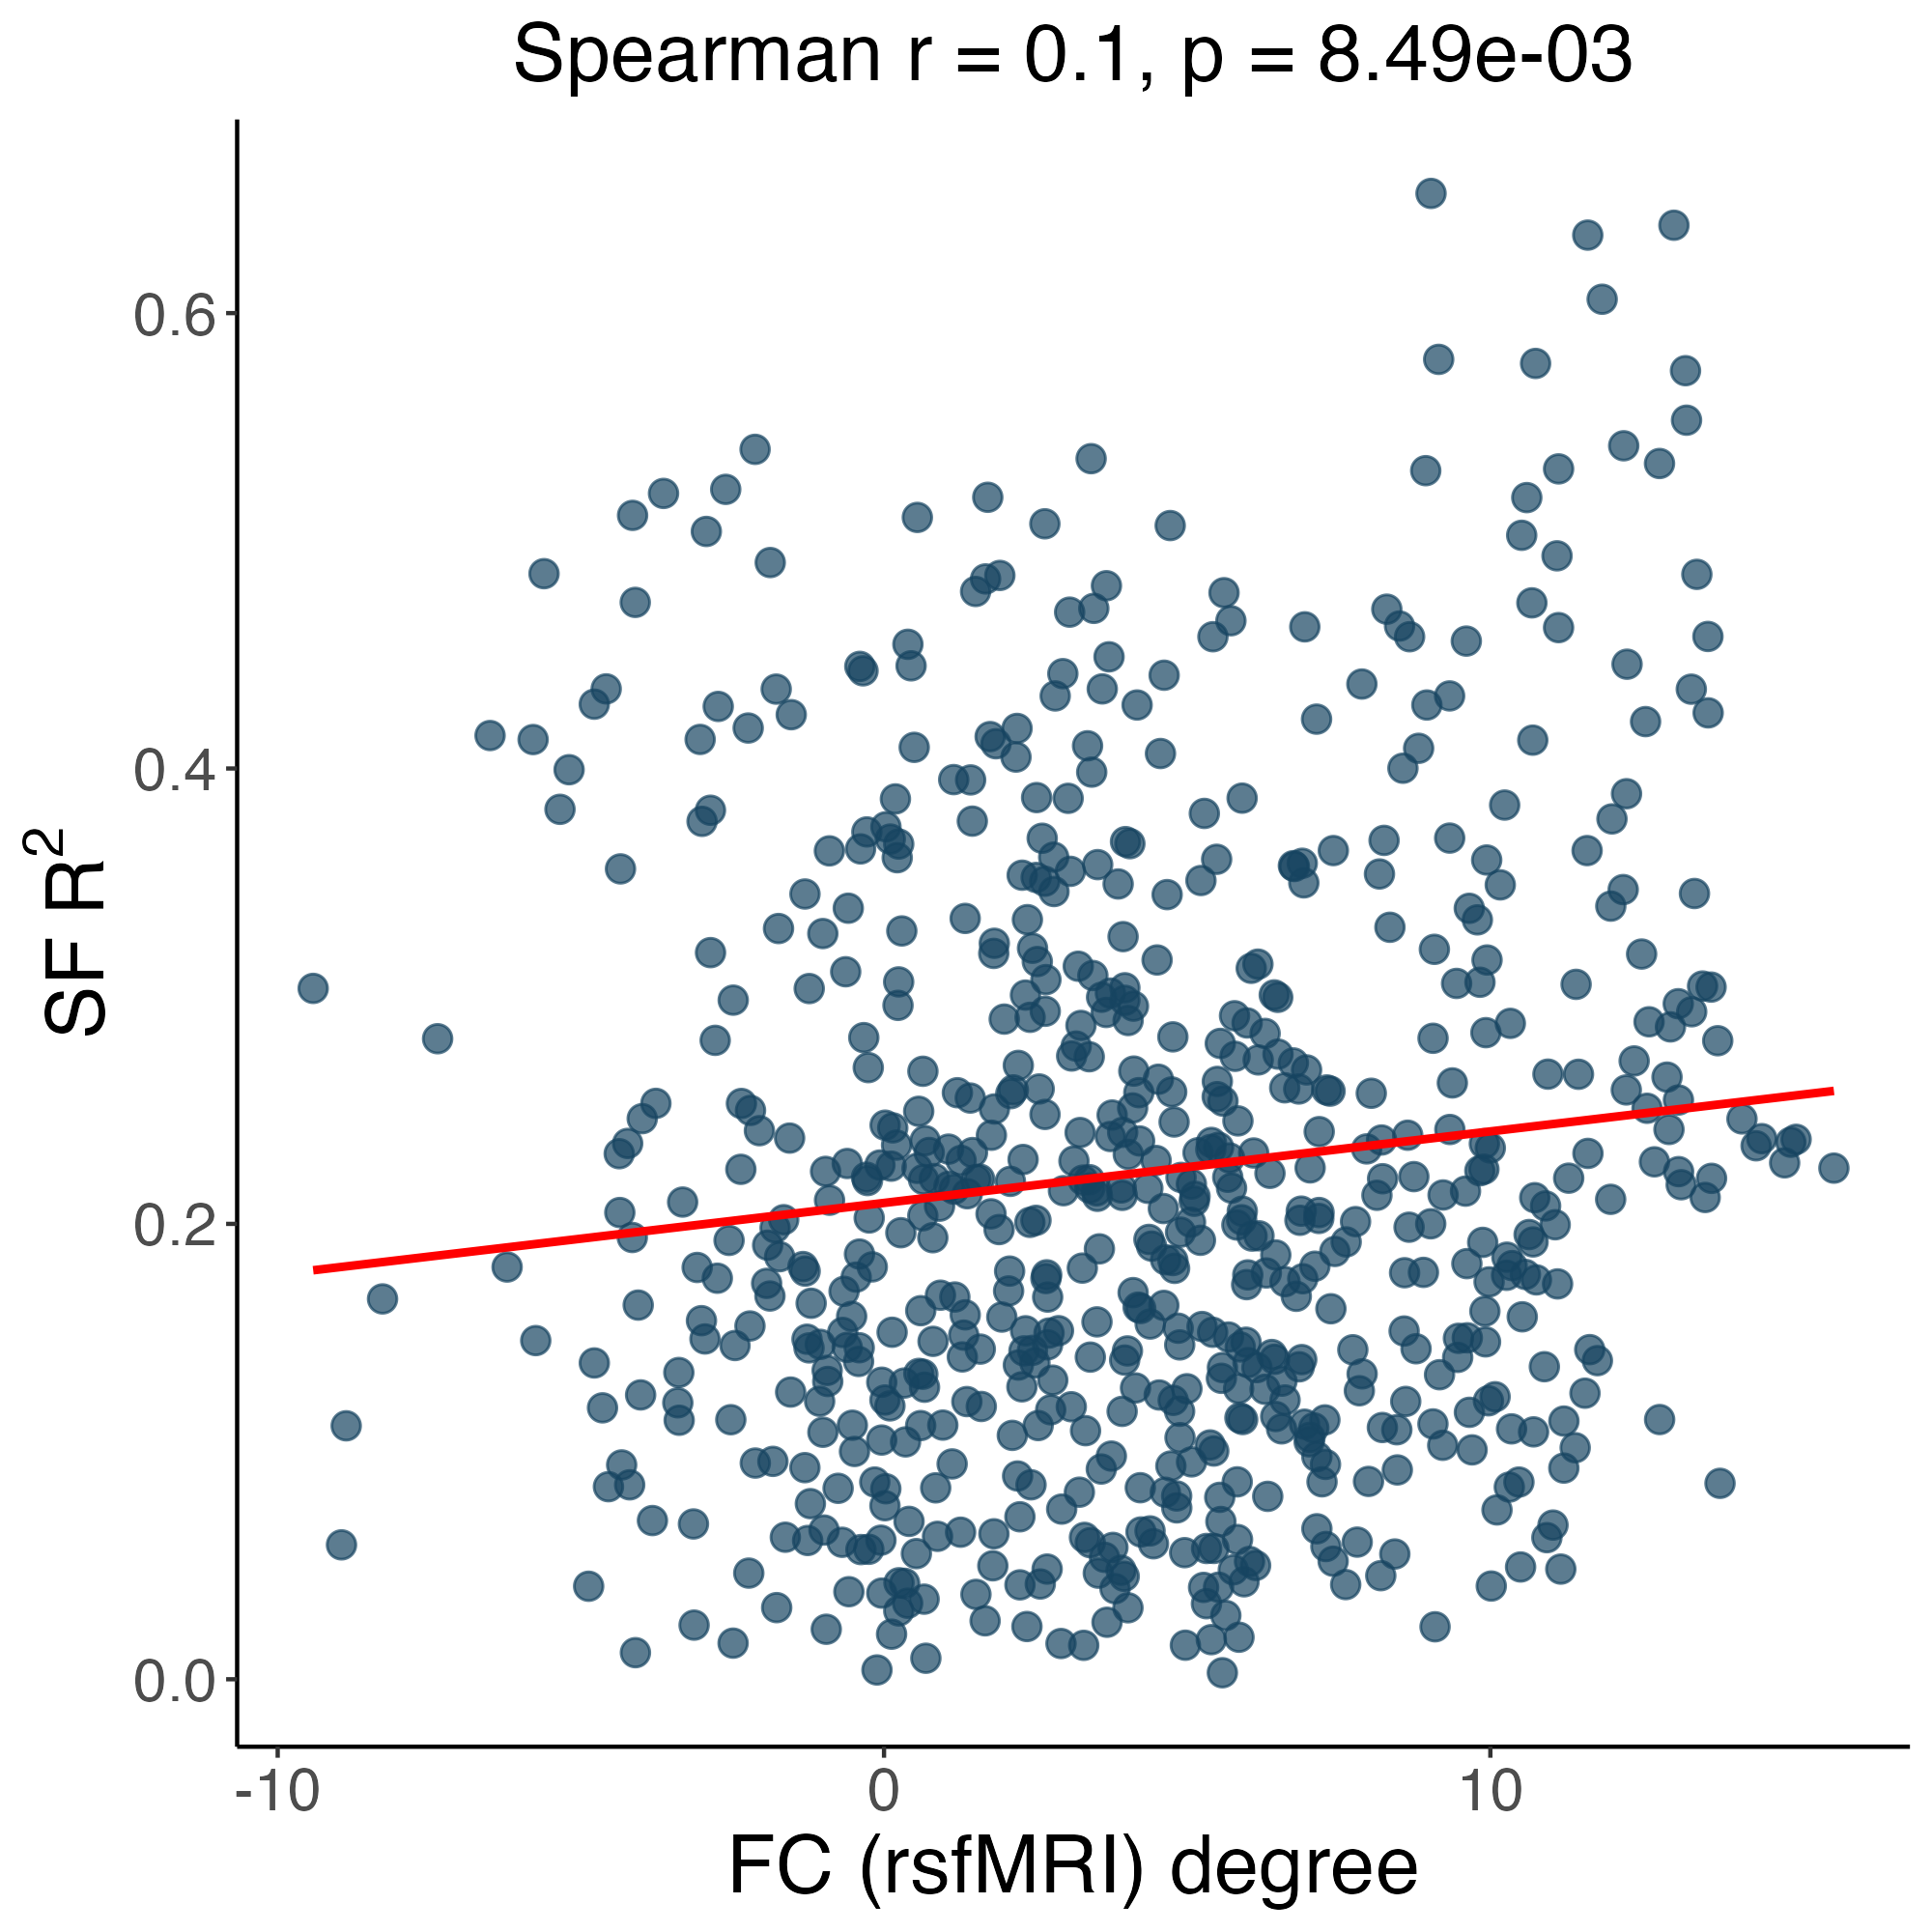 Spearman r = 0.1, p = 8.49e-03
0.6
0.4
0.2
0.0
SF R²
-10 0 10
FC (rsfMRI) degree